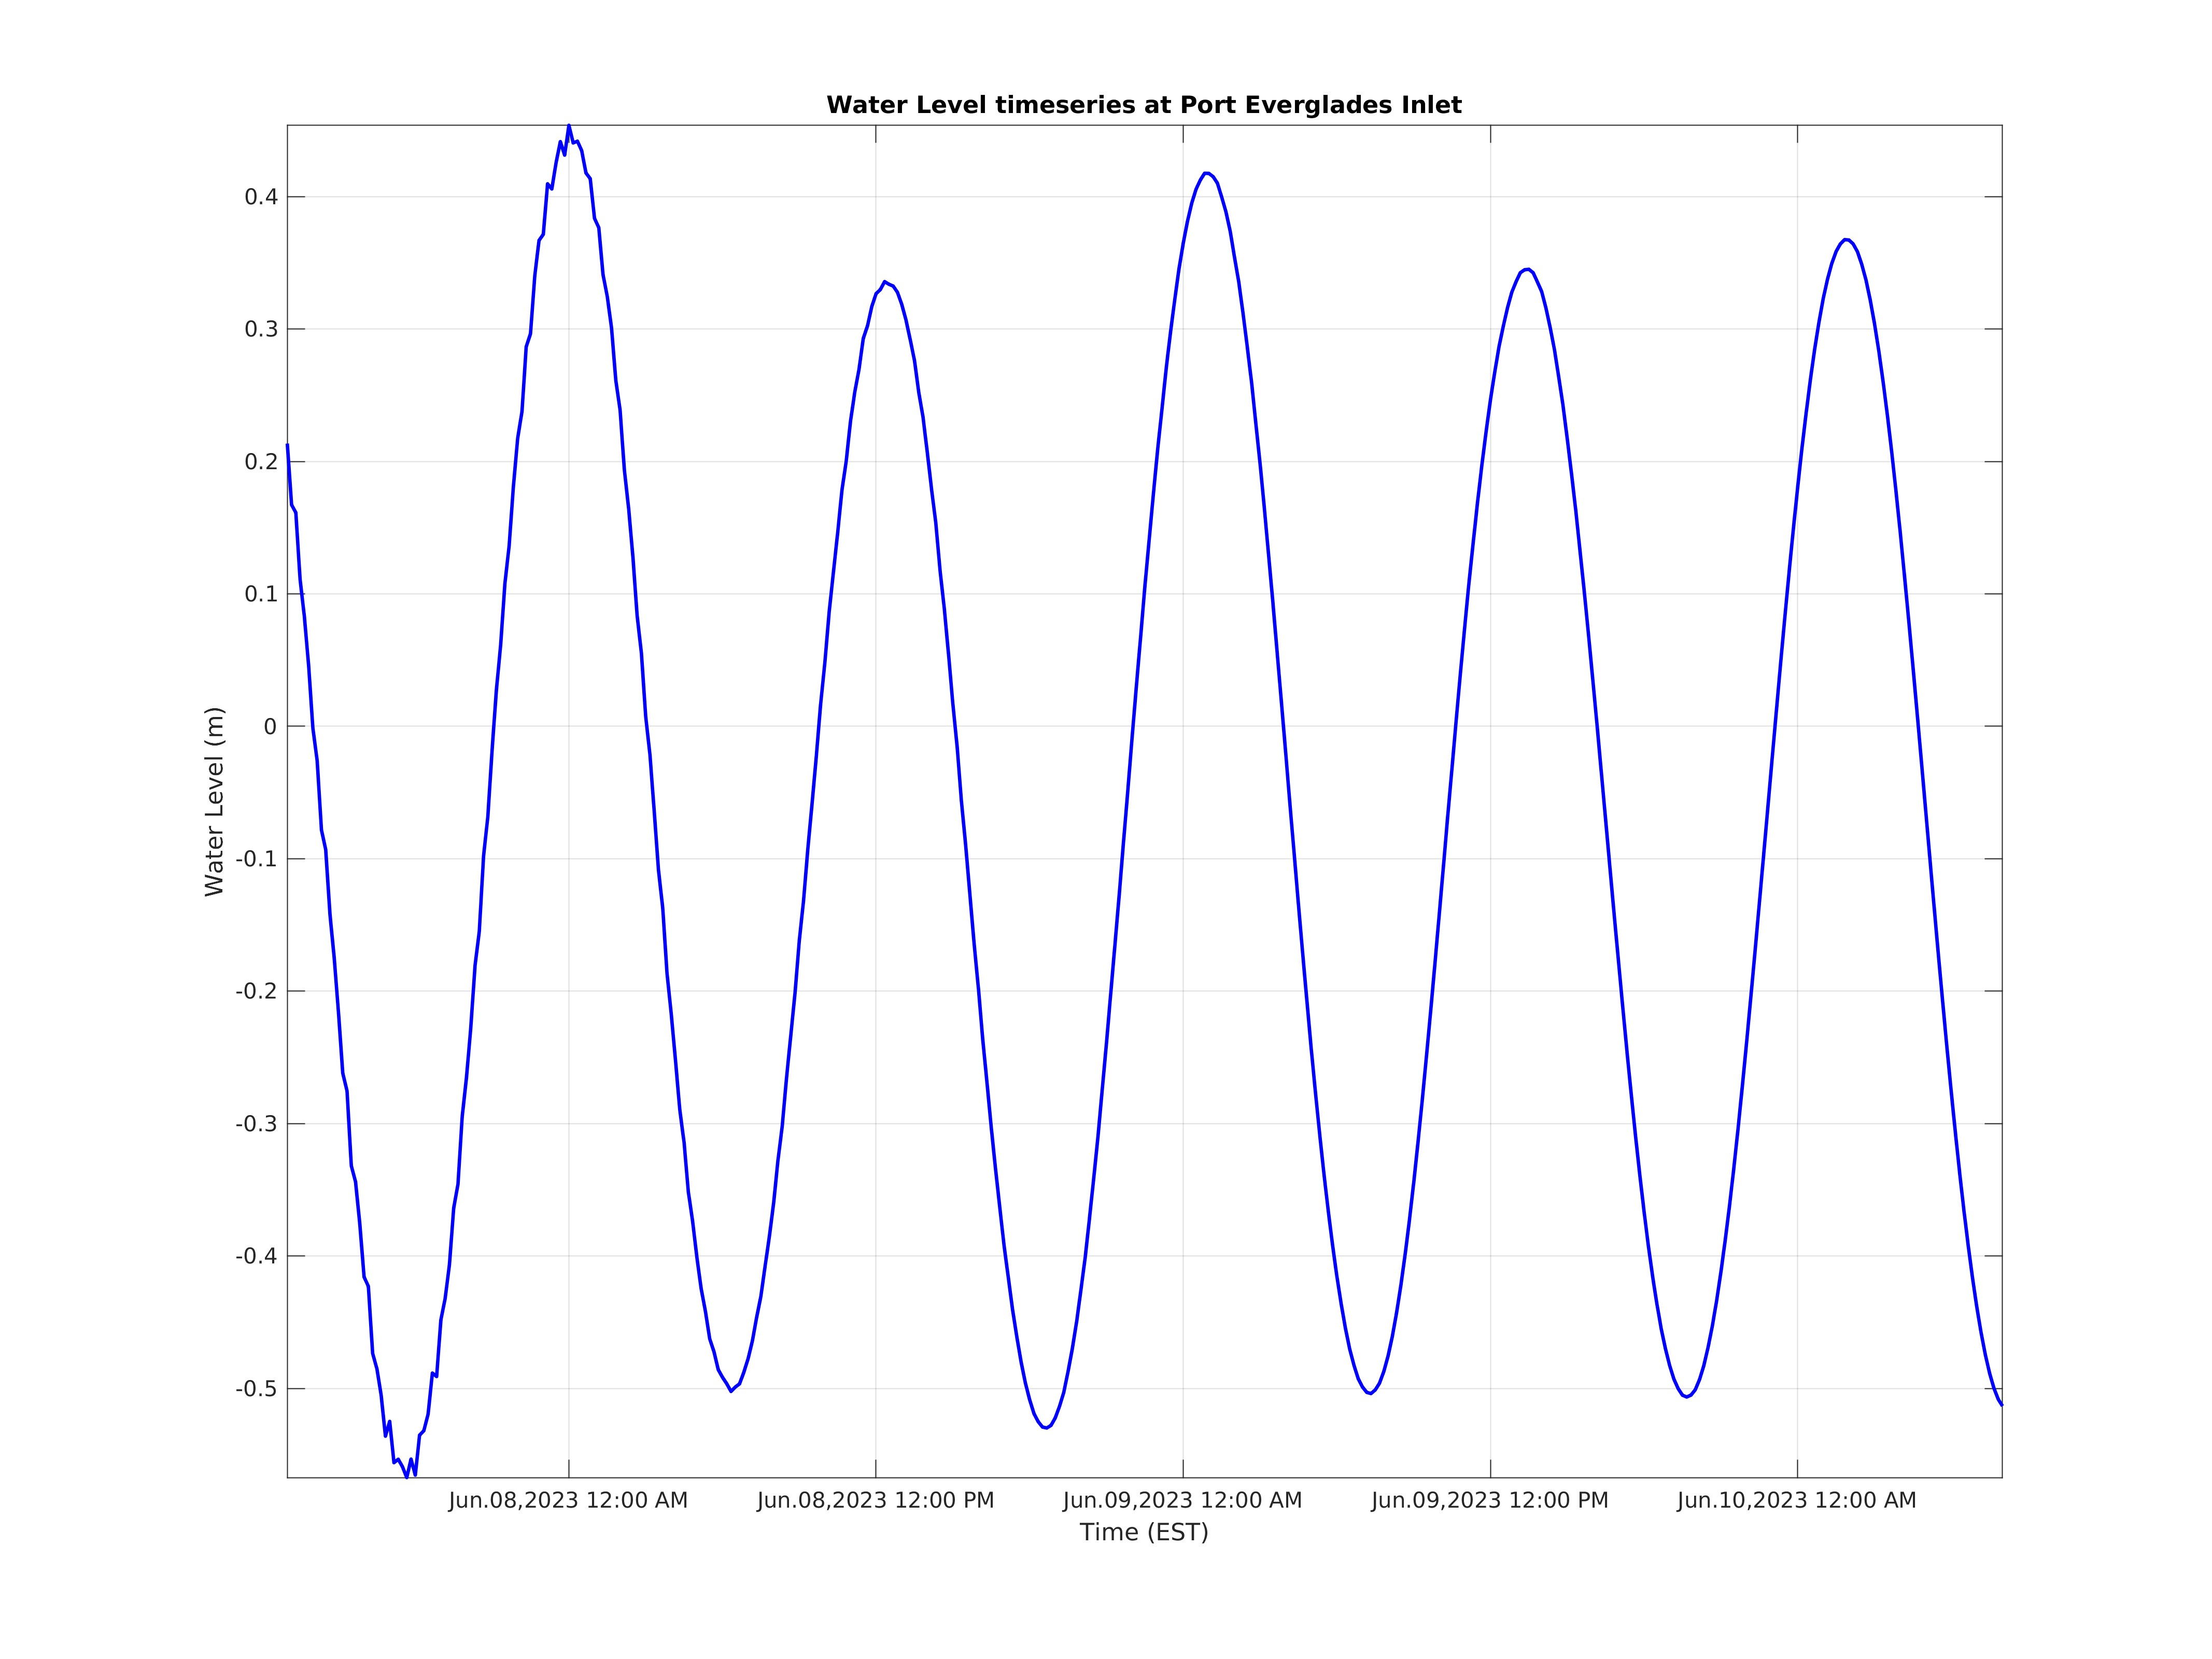 Water Level timeseries at Port Everglades Inlet
0.4
0.3
0.2
0.1
0
-0.1
-0.2
-0.3
-0.4
-0.5
Water Level (m)
Jun.08,2023 12:00 AM
Jun.08,2023 12:00 PM
Jun.09,2023 12:00 AM
Jun.09,2023 12:00 PM
Jun.10,2023 12:00 AM
Time (EST)